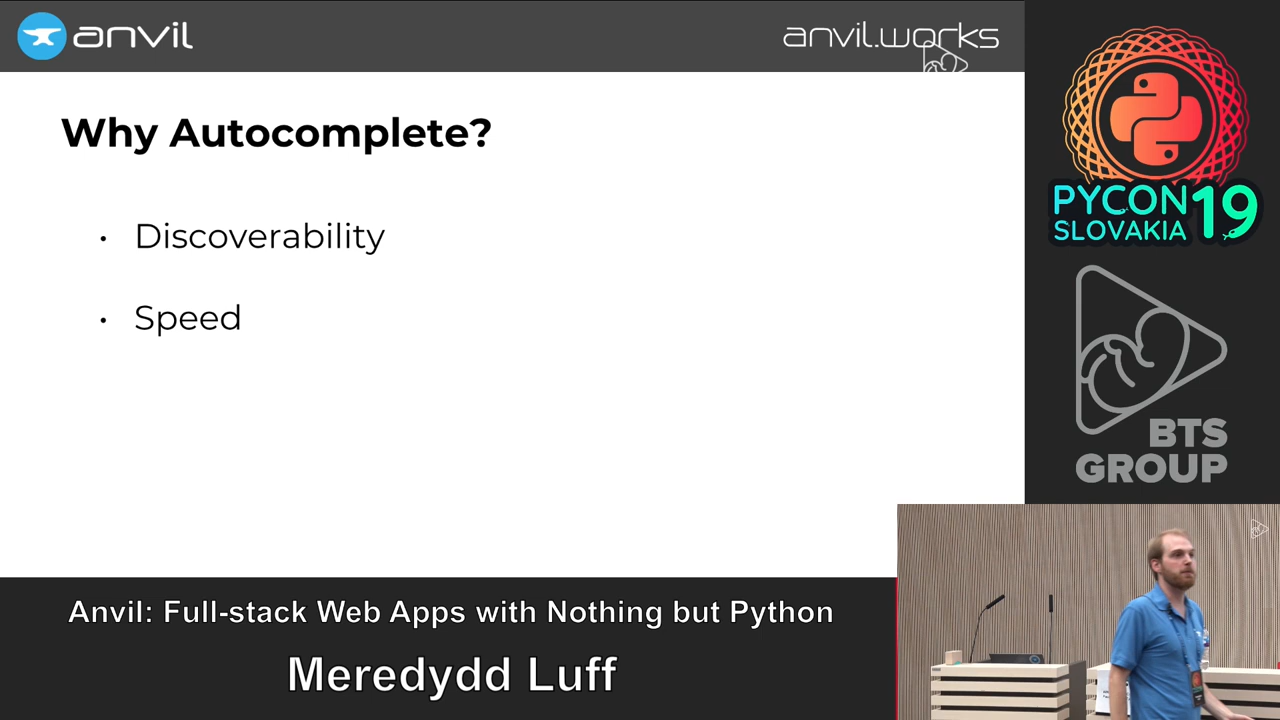 anvil
anvil.works
Why Autocomplete?
• Discoverability
• Speed
PYCON 19
SLOVAKIA
BTS
GROUP
Anvil: Full-stack Web Apps with Nothing but Python
Meredydd Luff